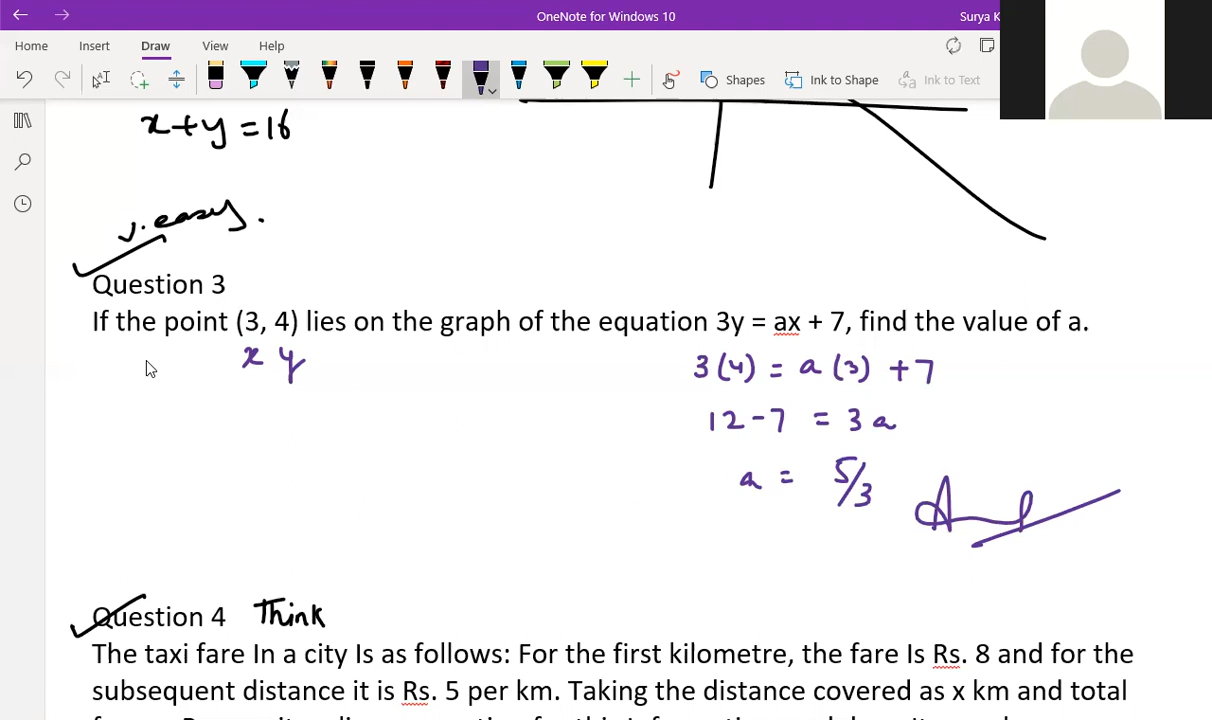 OneNote for Windows 10
Surya K
Home Insert Draw View Help
Shapes Ink to Shape Ink to Text
x+y=16
v.easy.
Question 3
If the point (3, 4) lies on the graph of the equation 3y = ax + 7, find the value of a.
x y
3(4) = a(3) +7
12-7 = 3a
a = 5/3
Question 4 Think
The taxi fare In a city Is as follows: For the first kilometre, the fare Is Rs. 8 and for the
subsequent distance it is Rs. 5 per km. Taking the distance covered as x km and total